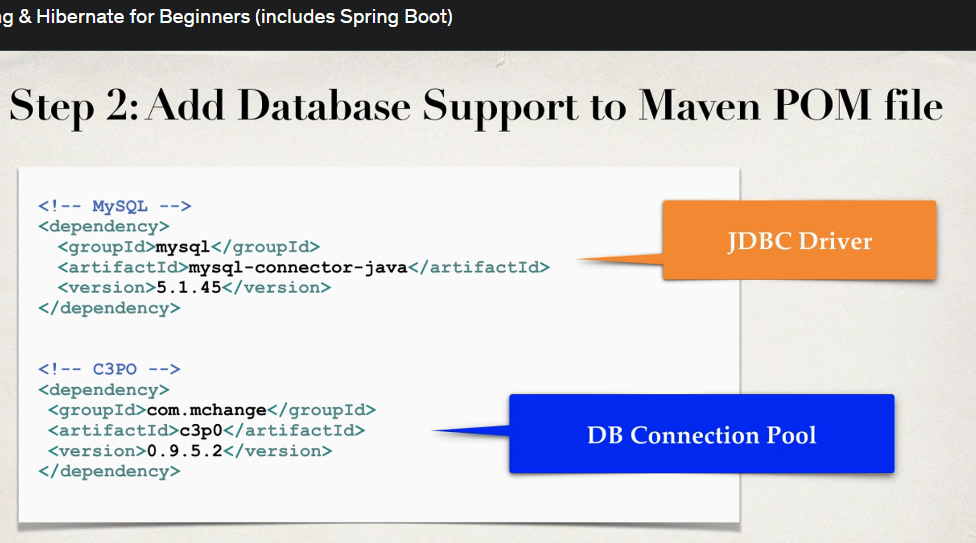 g & Hibernate for Beginners (includes Spring Boot)
Step 2: Add Database Support to Maven POM file
<!-- MySQL -->
<dependency>
<groupId>mysql</groupId>
<artifactId>mysql-connector-java</artifactId>
<version>5.1.45</version>
</dependency>
JDBC Driver
<!-- C3PO -->
<dependency>
<groupId>com.mchange</groupId>
<artifactId>c3p0</artifactId>
<version>0.9.5.2</version>
</dependency>
DB Connection Pool